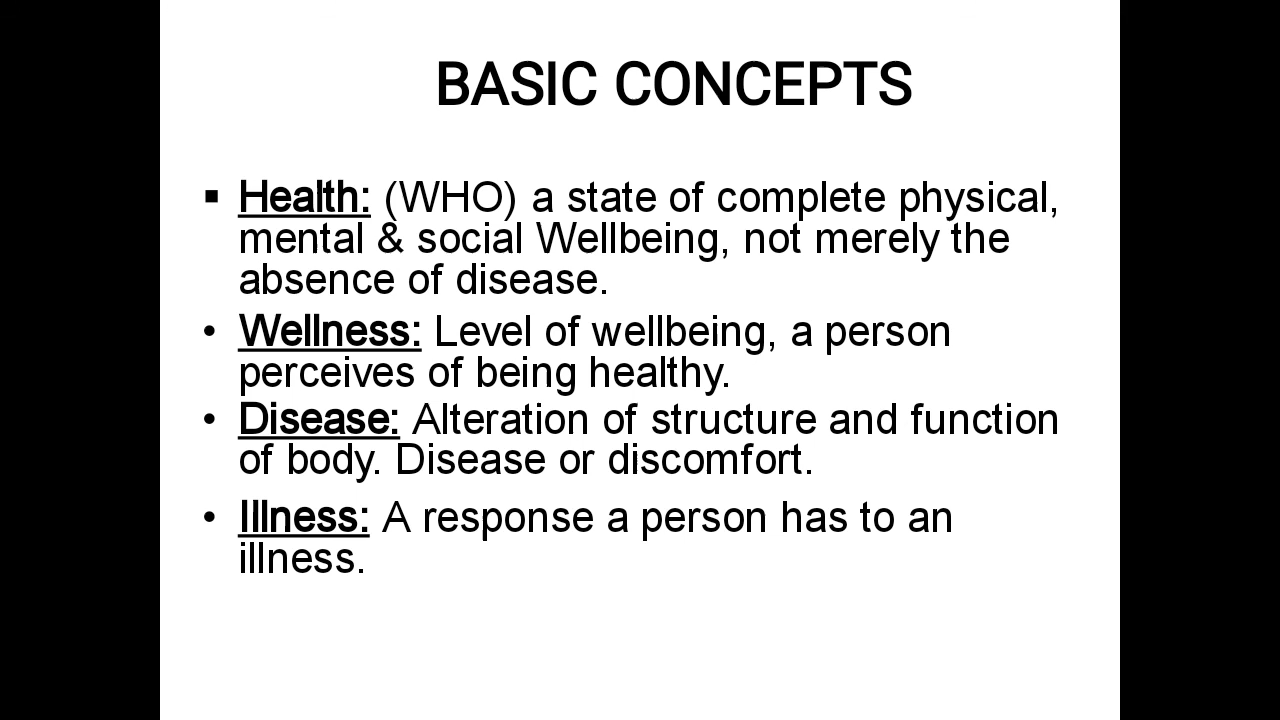 BASIC CONCEPTS
▪ Health: (WHO) a state of complete physical,
mental & social Wellbeing, not merely the
absence of disease.
• Wellness: Level of wellbeing, a person
perceives of being healthy.
• Disease: Alteration of structure and function
of body. Disease or discomfort.
• Illness: A response a person has to an
illness.